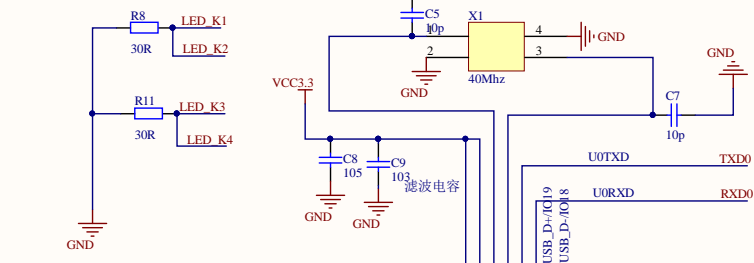 R8
LED_K1
30R
LED_K2
R11
LED_K3
30R
LED_K4
GND
C5
10p
X1
1
4
GND
2
3
GND
40Mhz
GND
VCC3.3
C7
10p
C8
105
C9
103
滤波电容
GND
GND
U0TXD
TXD0
U0RXD
RXD0
USB_D+/IO19
USB_D-/IO18